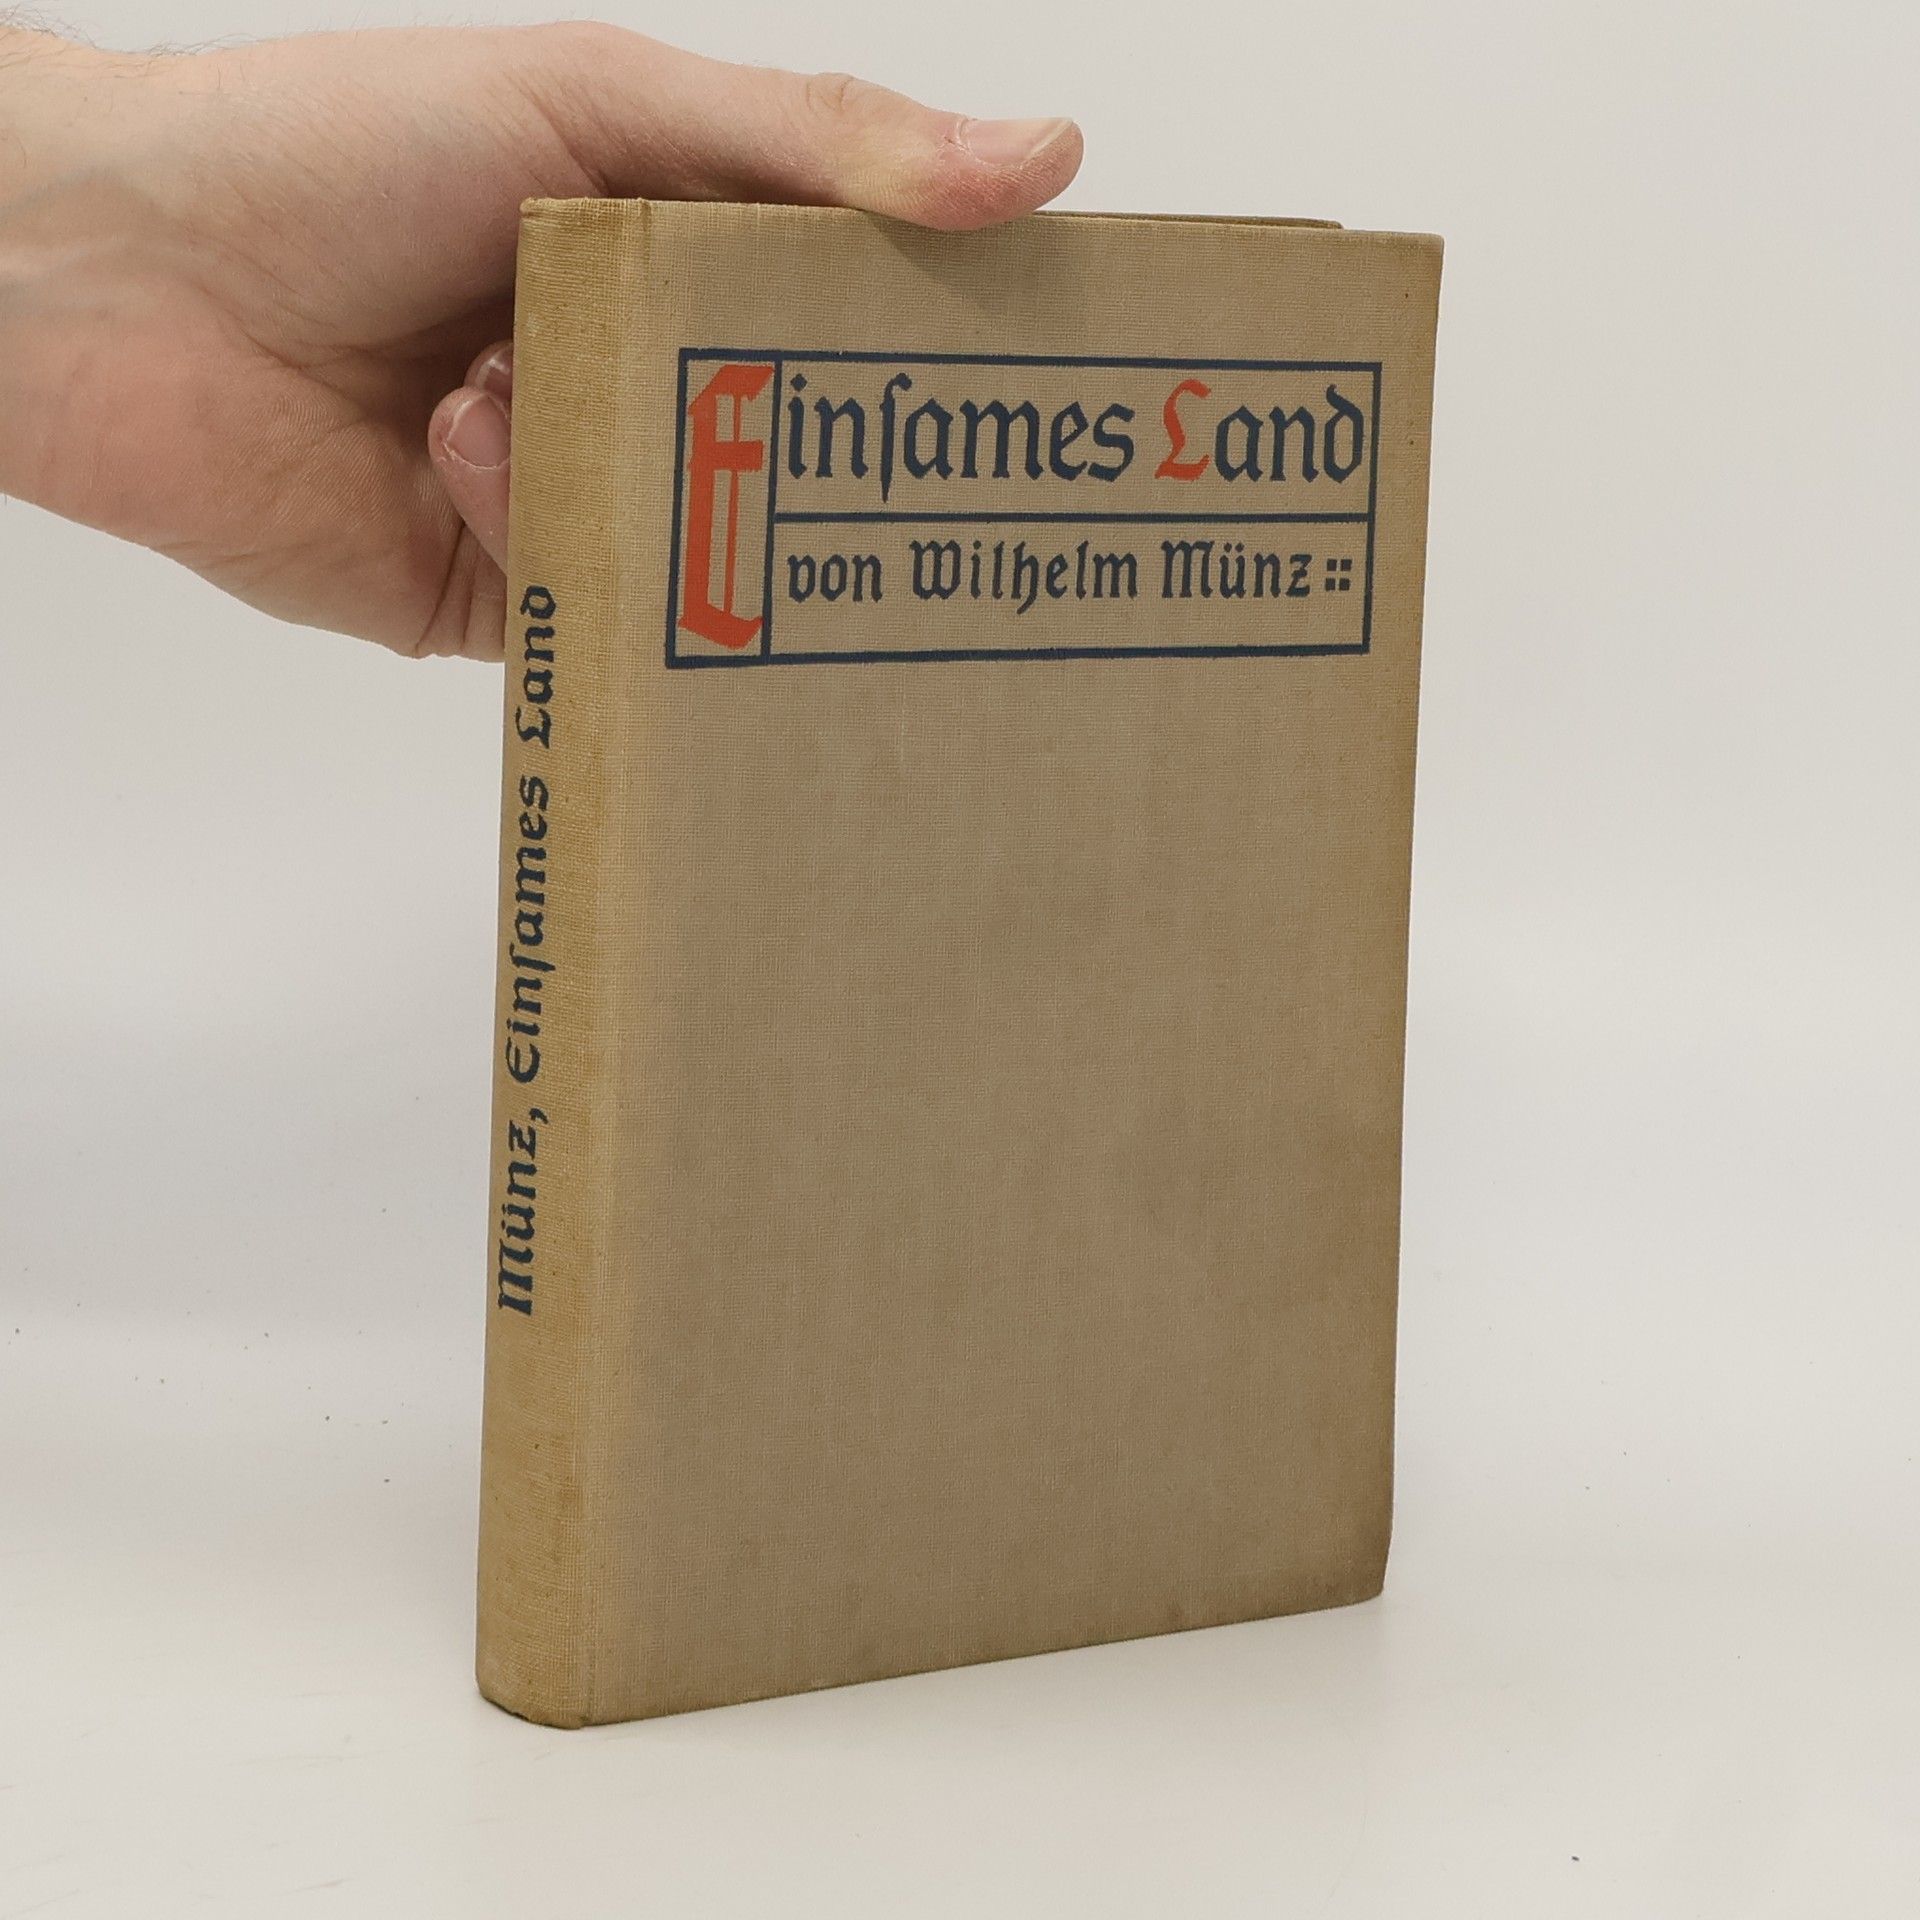 Einſames Land
von Wilhelm Münz ::
Münz, Einſames Land